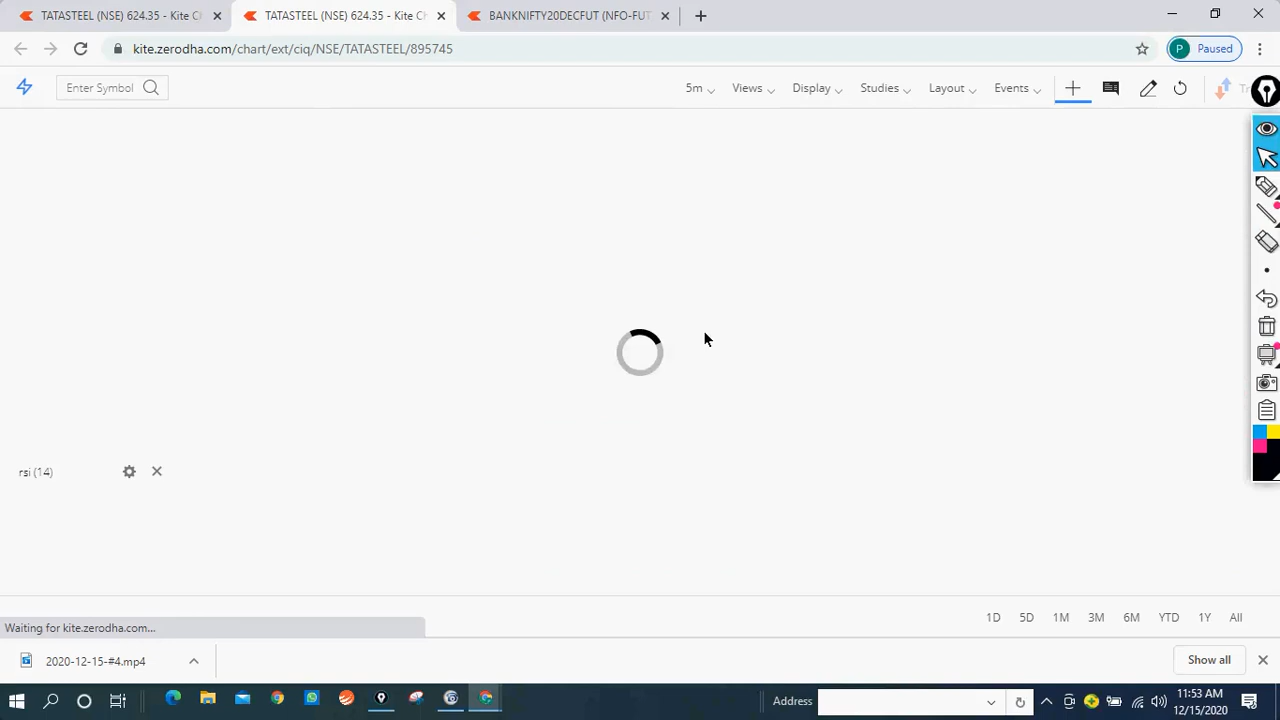 TATASTEEL (NSE) 624.35 - Kite C
TATASTEEL (NSE) 624.35 - Kite Ch
BANKNIFTY20DECFUT (NFO-FUT
kite.zerodha.com/chart/ext/ciq/NSE/TATASTEEL/895745
P Paused
Enter Symbol
5m Views Display Studies Layout Events
rsi (14)
1D 5D 1M 3M 6M YTD 1Y All
Waiting for kite.zerodha.com...
2020-12-15-#4.mp4
Show all
Address
11:53 AM
12/15/2020